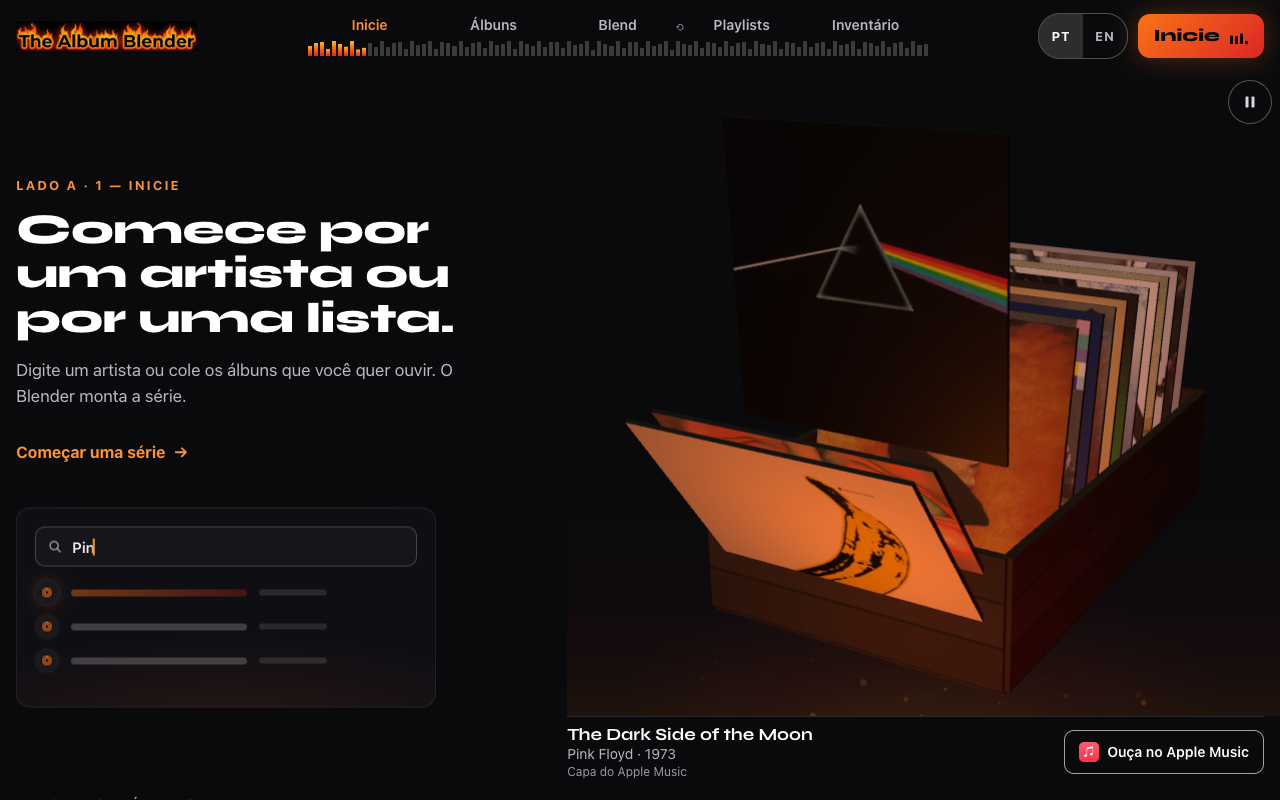 The Album Blender
Inicie
Álbuns
Blend
Playlists
Inventário
PT
EN
Inicie
LADO A · 1 — INICIE
Comece por
um artista ou
por uma lista.
Digite um artista ou cole os álbuns que você quer ouvir. O
Blender monta a série.
Começar uma série →
Pin
The Dark Side of the Moon
Pink Floyd · 1973
Capa do Apple Music
Ouça no Apple Music